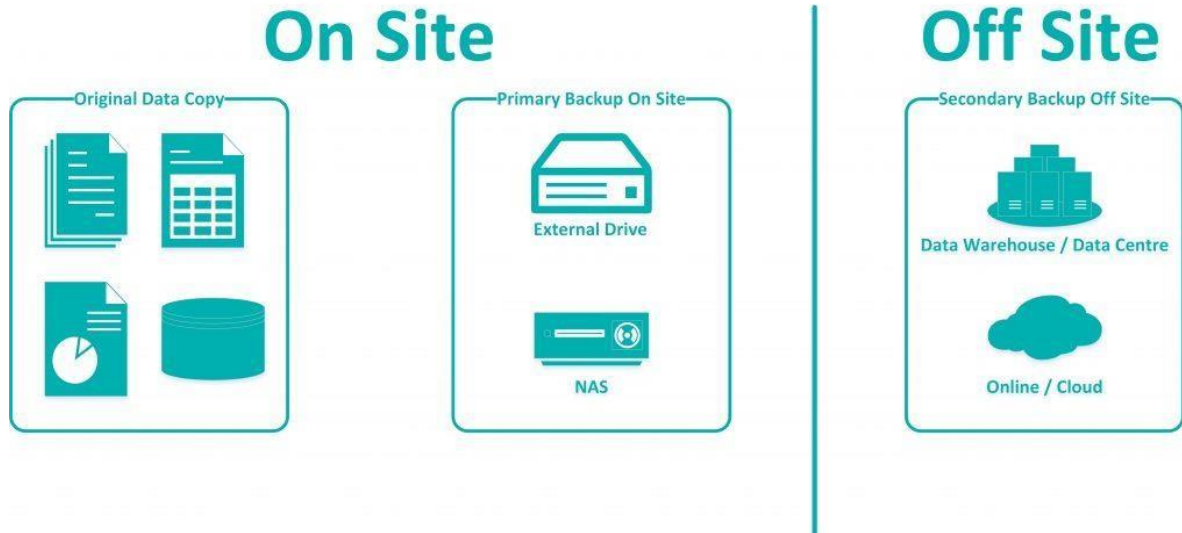 On Site
Off Site
Original Data Copy
Primary Backup On Site
Secondary Backup Off Site
External Drive
Data Warehouse / Data Centre
NAS
Online / Cloud